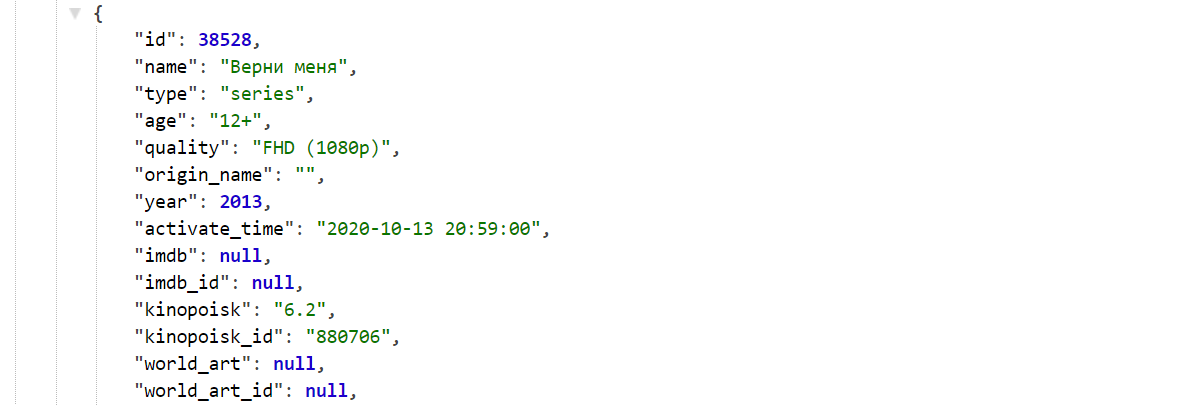 {
"id": 38528,
"name": "Верни меня",
"type": "series",
"age": "12+",
"quality": "FHD (1080p)",
"origin_name": "",
"year": 2013,
"activate_time": "2020-10-13 20:59:00",
"imdb": null,
"imdb_id": null,
"kinopoisk": "6.2",
"kinopoisk_id": "880706",
"world_art": null,
"world_art_id": null,